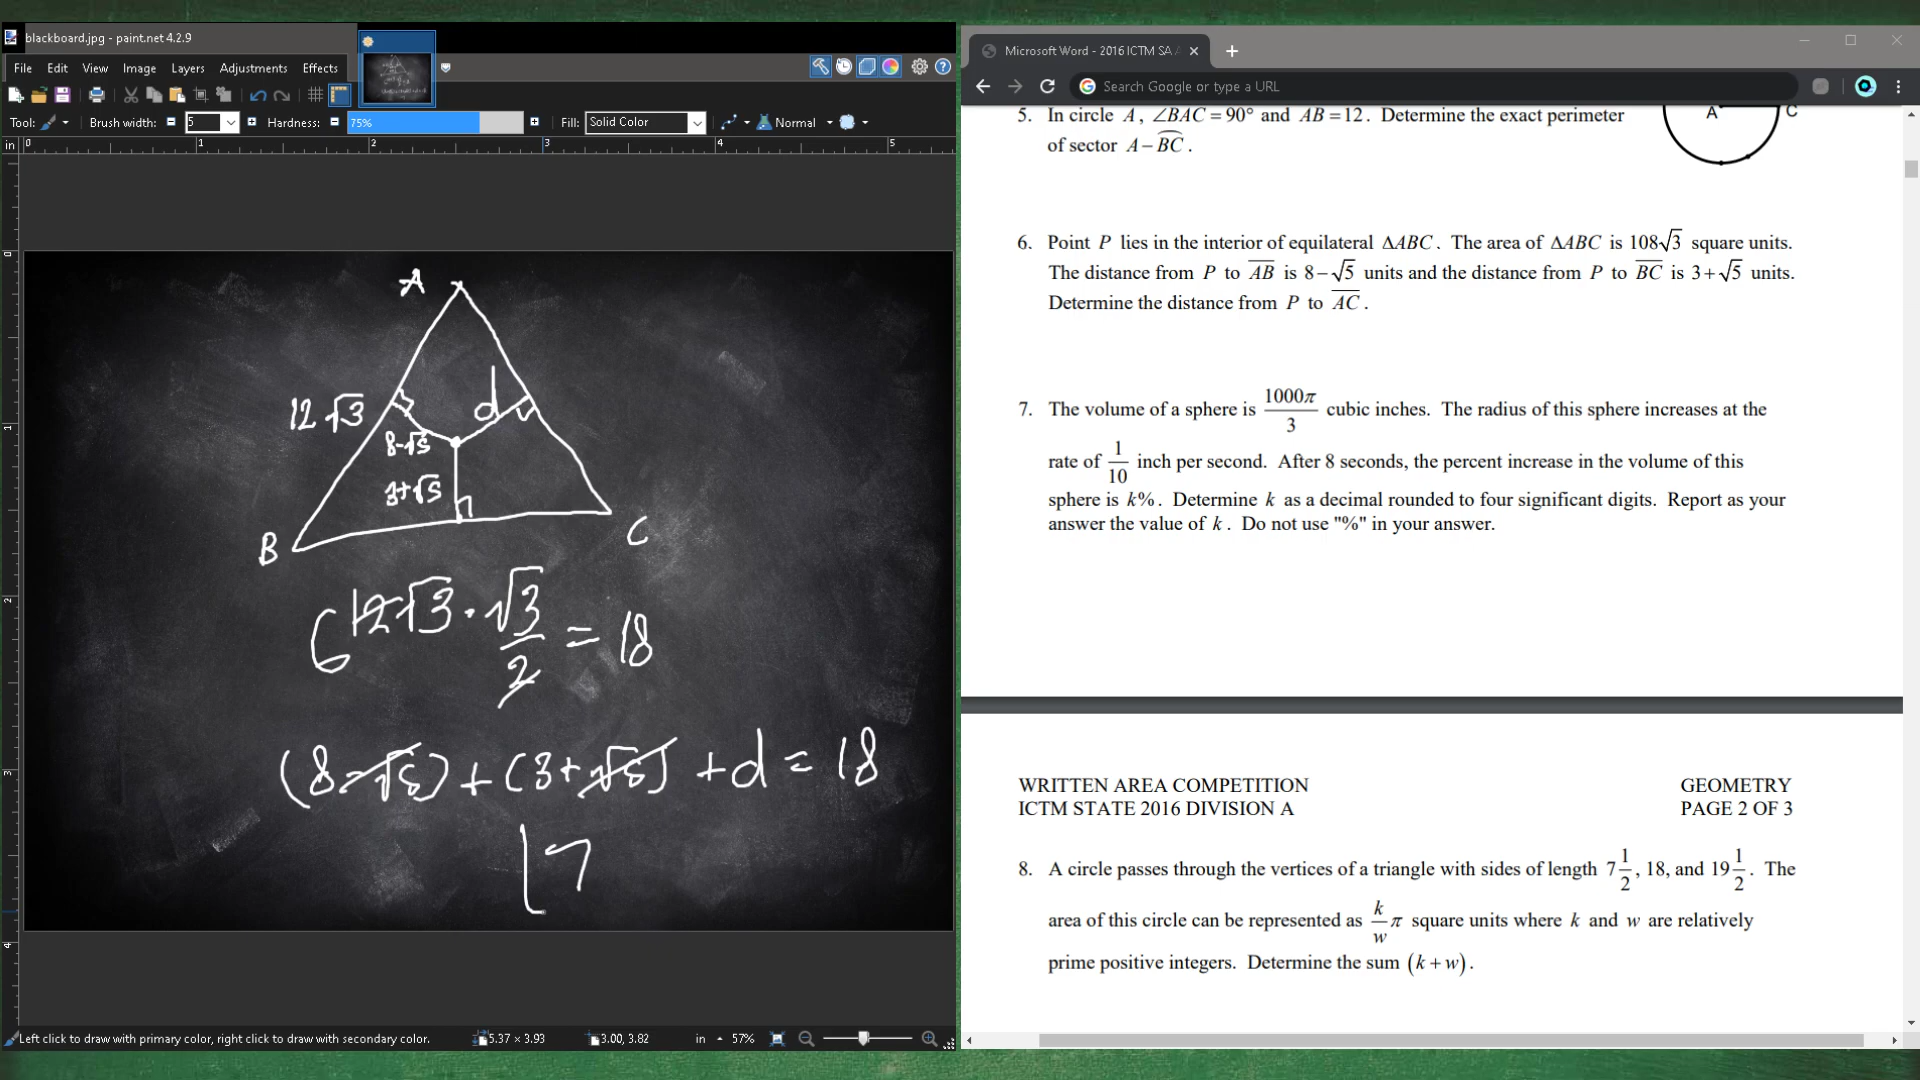 blackboard.jpg - paint.net 4.2.9
File Edit View Image Layers Adjustments Effects
Tool: Brush width: 5 Hardness: 75% Fill: Solid Color Normal
in 0 1 2 3 4 5
0
1
2
3
4
A
12√3
d
8-√5
3+√5
B
C
6 12√3 · √3/2 = 18
(8-√5) + (3+√5) + d = 18
7
Left click to draw with primary color, right click to draw with secondary color. 5.37 × 3.93 3.00, 3.82 in 57%
Microsoft Word - 2016 ICTM SA A
Search Google or type a URL
A C
5. In circle A, ∠BAC = 90° and AB = 12. Determine the exact perimeter
of sector A – BC.
6. Point P lies in the interior of equilateral ΔABC. The area of ΔABC is 108√3 square units.
The distance from P to AB is 8 – √5 units and the distance from P to BC is 3 + √5 units.
Determine the distance from P to AC.
7. The volume of a sphere is 1000π/3 cubic inches. The radius of this sphere increases at the
rate of 1/10 inch per second. After 8 seconds, the percent increase in the volume of this
sphere is k%. Determine k as a decimal rounded to four significant digits. Report as your
answer the value of k. Do not use "%" in your answer.
WRITTEN AREA COMPETITION GEOMETRY
ICTM STATE 2016 DIVISION A PAGE 2 OF 3
8. A circle passes through the vertices of a triangle with sides of length 7 1/2, 18, and 19 1/2. The
area of this circle can be represented as k/w π square units where k and w are relatively
prime positive integers. Determine the sum (k + w).